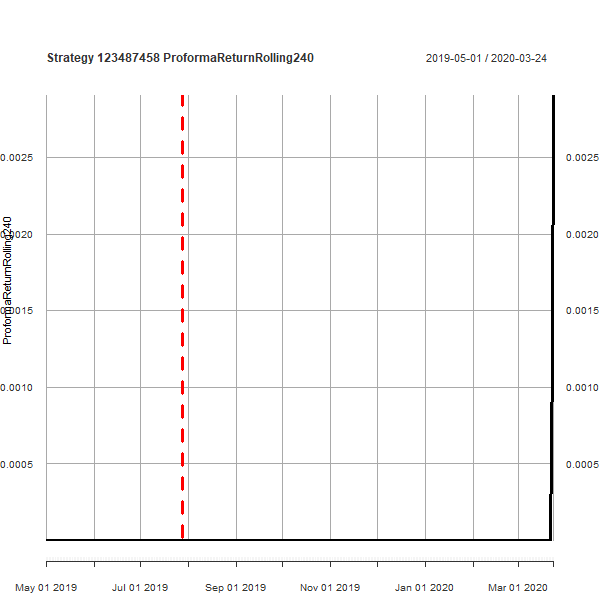 Strategy 123487458 ProformaReturnRolling240
2019-05-01 / 2020-03-24
0.0025
0.0025
0.0020
0.0020
ProformaReturnRolling240
0.0015
0.0015
0.0010
0.0010
0.0005
0.0005
May 01 2019
Jul 01 2019
Sep 01 2019
Nov 01 2019
Jan 01 2020
Mar 01 2020